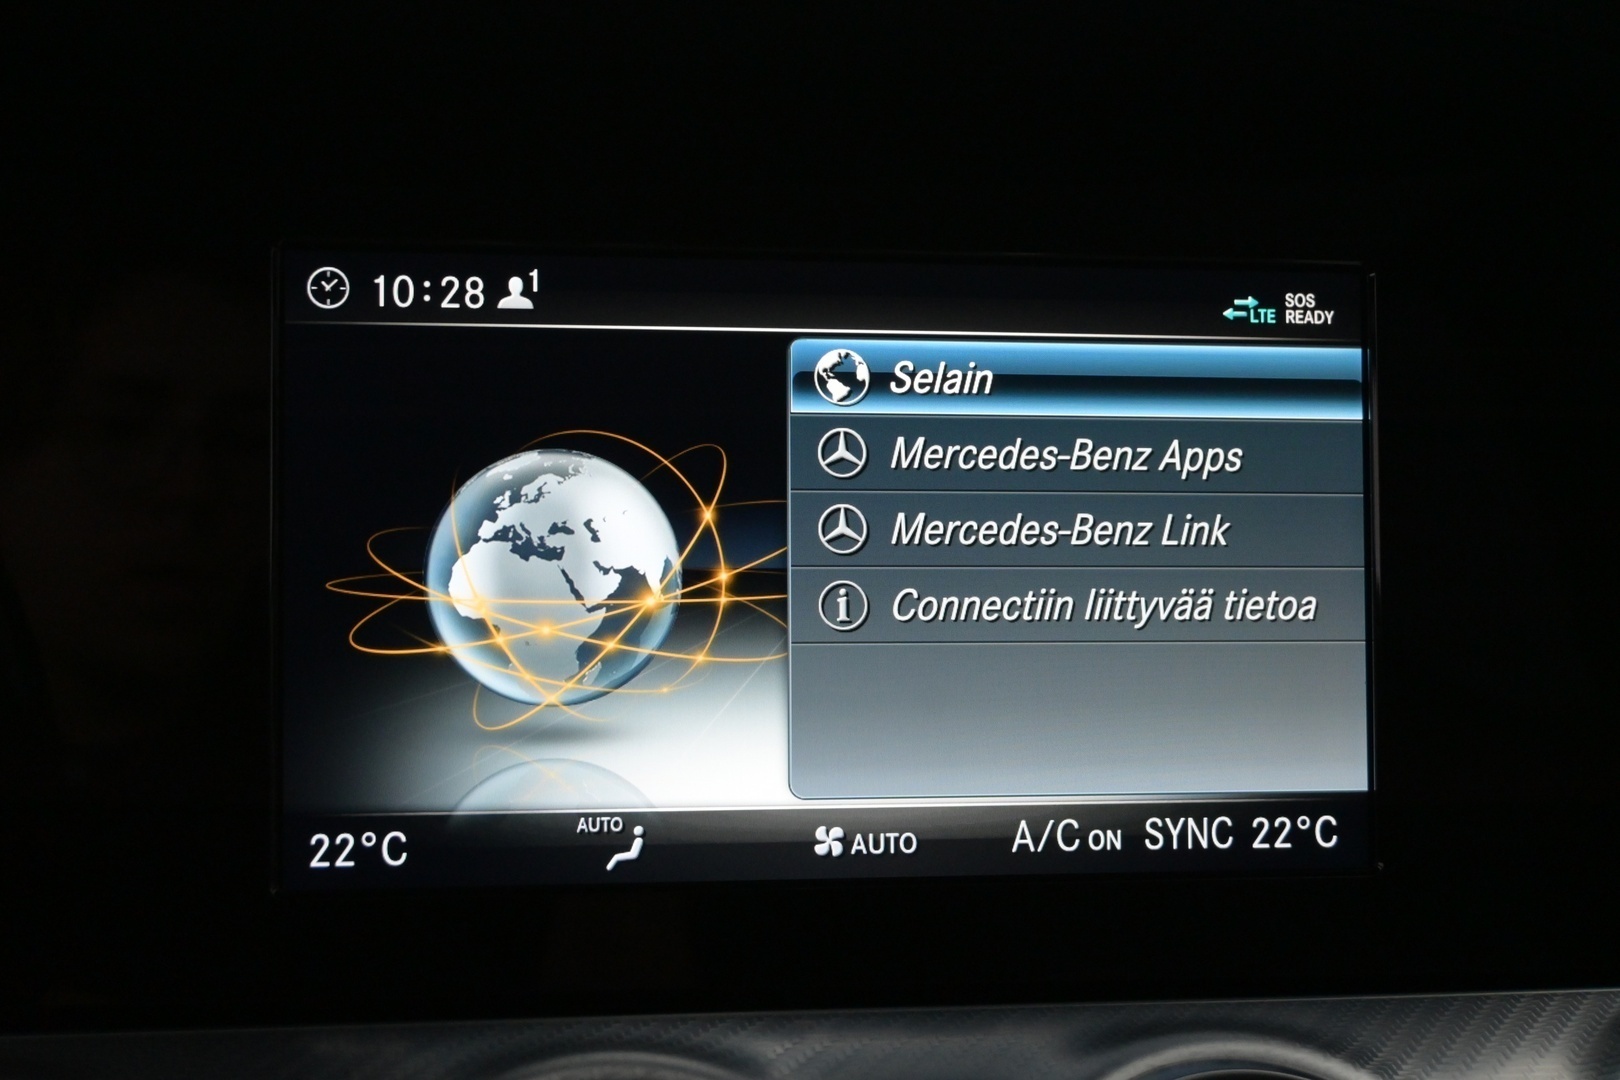 10:28 1
LTE SOS READY
Selain
Mercedes-Benz Apps
Mercedes-Benz Link
Connectiin liittyvää tietoa
22°C AUTO AUTO A/C ON SYNC 22°C